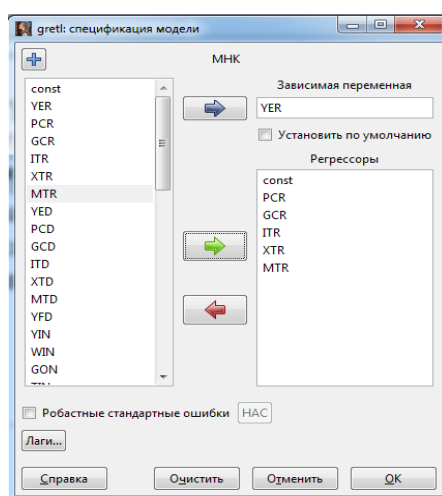 gretl: спецификация модели
МНК
const
YER
PCR
GCR
ITR
XTR
MTR
YED
PCD
GCD
ITD
XTD
MTD
YFD
YIN
WIN
GON
Зависимая переменная
YER
Установить по умолчанию
Регрессоры
const
PCR
GCR
ITR
XTR
MTR
Робастные стандартные ошибки HAC
Лаги...
Справка
Очистить
Отменить
OK